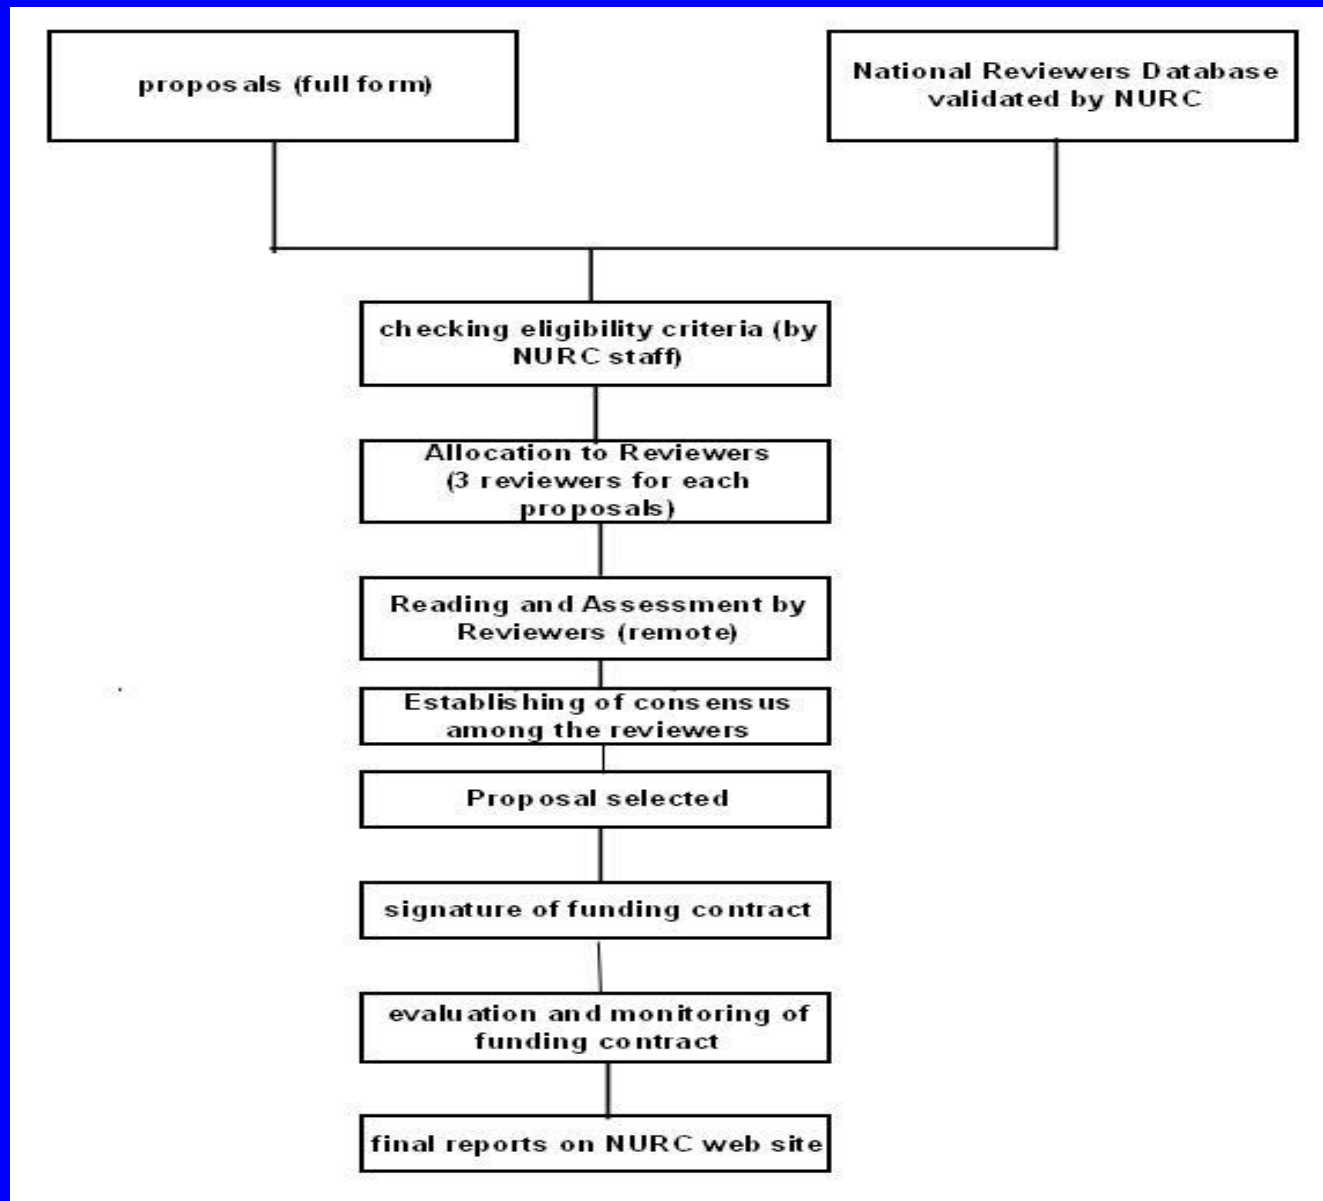 proposals (full form)
National Reviewers Database
validated by NURC
checking eligibility criteria (by
NURC staff)
Allocation to Reviewers
(3 reviewers for each
proposals)
Reading and Assessment by
Reviewers (remote)
Establishing of consensus
among the reviewers
Proposal selected
signature of funding contract
evaluation and monitoring of
funding contract
final reports on NURC web site